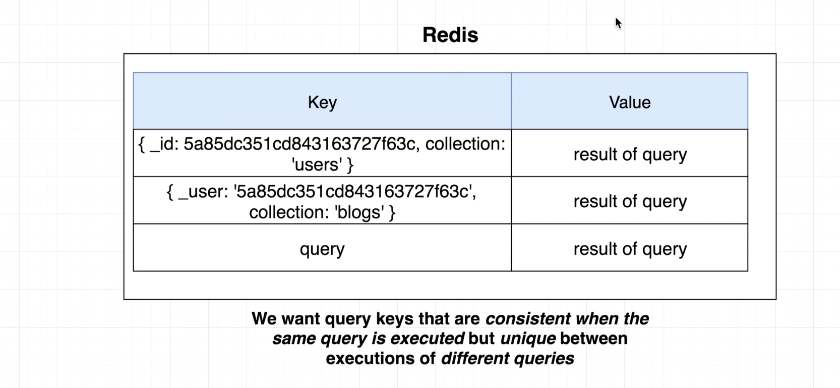 Redis
Key
Value
{ _id: 5a85dc351cd843163727f63c, collection:
'users' }
result of query
{ _user: '5a85dc351cd843163727f63c',
collection: 'blogs' }
result of query
query
result of query
We want query keys that are consistent when the
same query is executed but unique between
executions of different queries